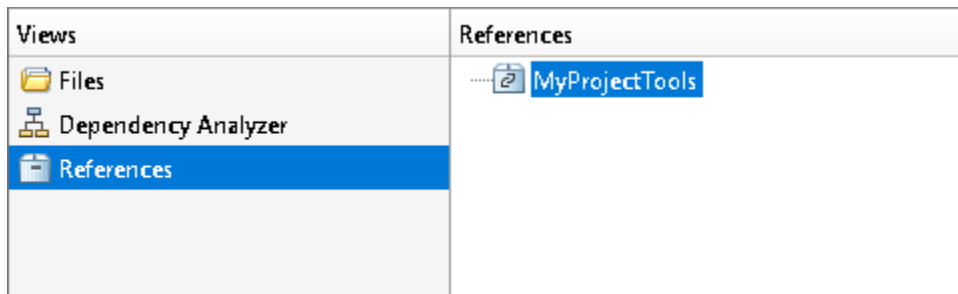 Views
Files
Dependency Analyzer
References
References
MyProjectTools